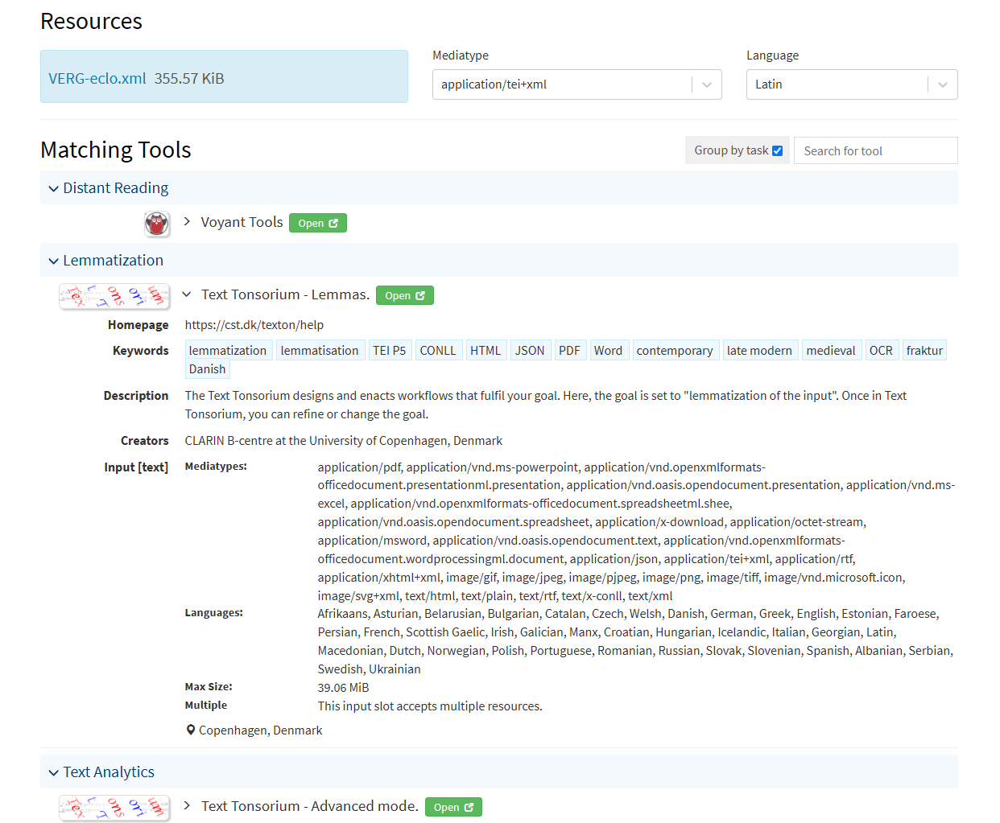 Resources
VERG-eclo.xml 355.57 KiB
Mediatype
application/tei+xml
Language
Latin
Matching Tools
Group by task
Search for tool
Distant Reading
Voyant Tools Open
Lemmatization
Tex t T ons ori um
Text Tonsorium - Lemmas. Open
Homepage https://cst.dk/texton/help
Keywords lemmatization lemmatisation TEI P5 CONLL HTML JSON PDF Word contemporary late modern medieval OCR fraktur
Danish
Description The Text Tonsorium designs and enacts workflows that fulfil your goal. Here, the goal is set to "lemmatization of the input". Once in Text
Tonsorium, you can refine or change the goal.
Creators CLARIN B-centre at the University of Copenhagen, Denmark
Input [text] Mediatypes: application/pdf, application/vnd.ms-powerpoint, application/vnd.openxmlformats-
officedocument.presentationml.presentation, application/vnd.oasis.opendocument.presentation, application/vnd.ms-
excel, application/vnd.openxmlformats-officedocument.spreadsheetml.shee,
application/vnd.oasis.opendocument.spreadsheet, application/x-download, application/octet-stream,
application/msword, application/vnd.oasis.opendocument.text, application/vnd.openxmlformats-
officedocument.wordprocessingml.document, application/json, application/tei+xml, application/rtf,
application/xhtml+xml, image/gif, image/jpeg, image/pjpeg, image/png, image/tiff, image/vnd.microsoft.icon,
image/svg+xml, text/html, text/plain, text/rtf, text/x-conll, text/xml
Languages: Afrikaans, Asturian, Belarusian, Bulgarian, Catalan, Czech, Welsh, Danish, German, Greek, English, Estonian, Faroese,
Persian, French, Scottish Gaelic, Irish, Galician, Manx, Croatian, Hungarian, Icelandic, Italian, Georgian, Latin,
Macedonian, Dutch, Norwegian, Polish, Portuguese, Romanian, Russian, Slovak, Slovenian, Spanish, Albanian, Serbian,
Swedish, Ukrainian
Max Size: 39.06 MiB
Multiple This input slot accepts multiple resources.
Copenhagen, Denmark
Text Analytics
Tex t T ons ori um
Text Tonsorium - Advanced mode. Open